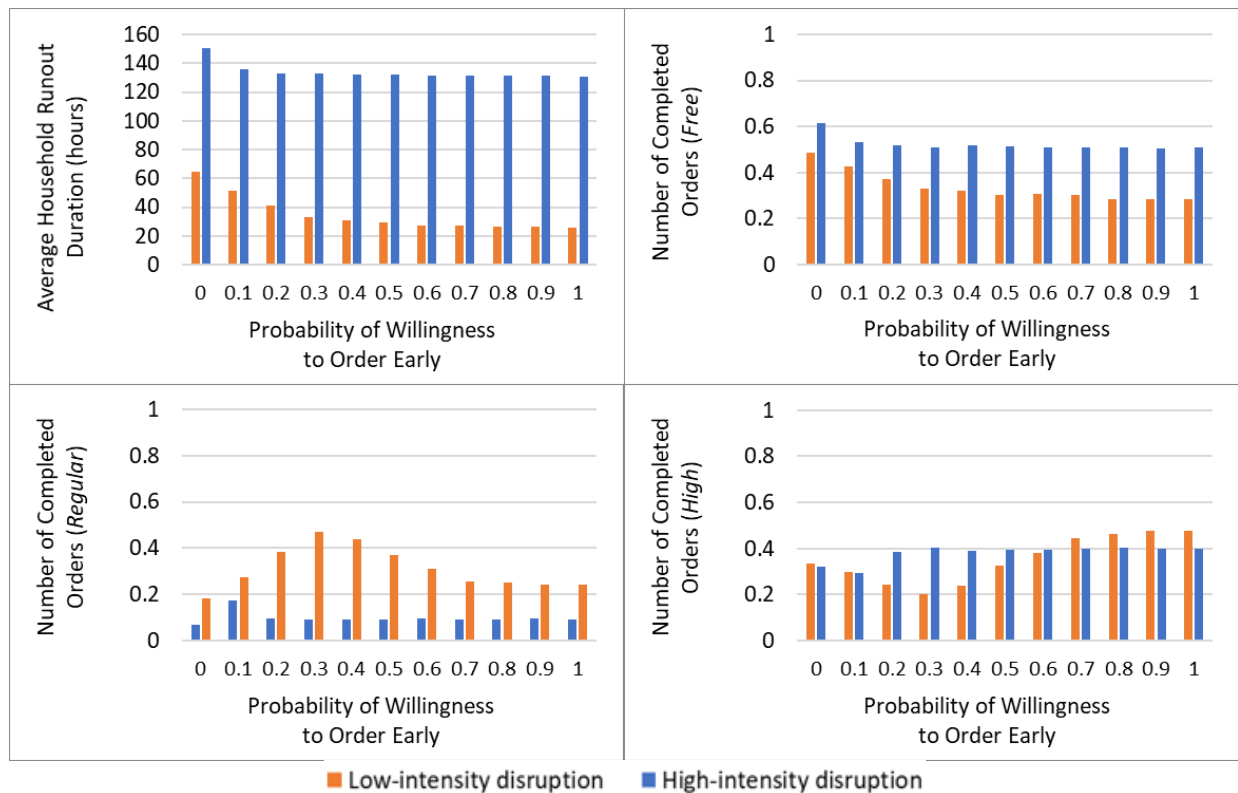 Average Household Runout
Duration (hours)
160
140
120
100
80
60
40
20
0
0 0.1 0.2 0.3 0.4 0.5 0.6 0.7 0.8 0.9 1
Probability of Willingness
to Order Early
Number of Completed
Orders (Free)
1
0.8
0.6
0.4
0.2
0
0 0.1 0.2 0.3 0.4 0.5 0.6 0.7 0.8 0.9 1
Probability of Willingness
to Order Early
Number of Completed
Orders (Regular)
1
0.8
0.6
0.4
0.2
0
0 0.1 0.2 0.3 0.4 0.5 0.6 0.7 0.8 0.9 1
Probability of Willingness
to Order Early
Number of Completed
Orders (High)
1
0.8
0.6
0.4
0.2
0
0 0.1 0.2 0.3 0.4 0.5 0.6 0.7 0.8 0.9 1
Probability of Willingness
to Order Early
Low-intensity disruption High-intensity disruption